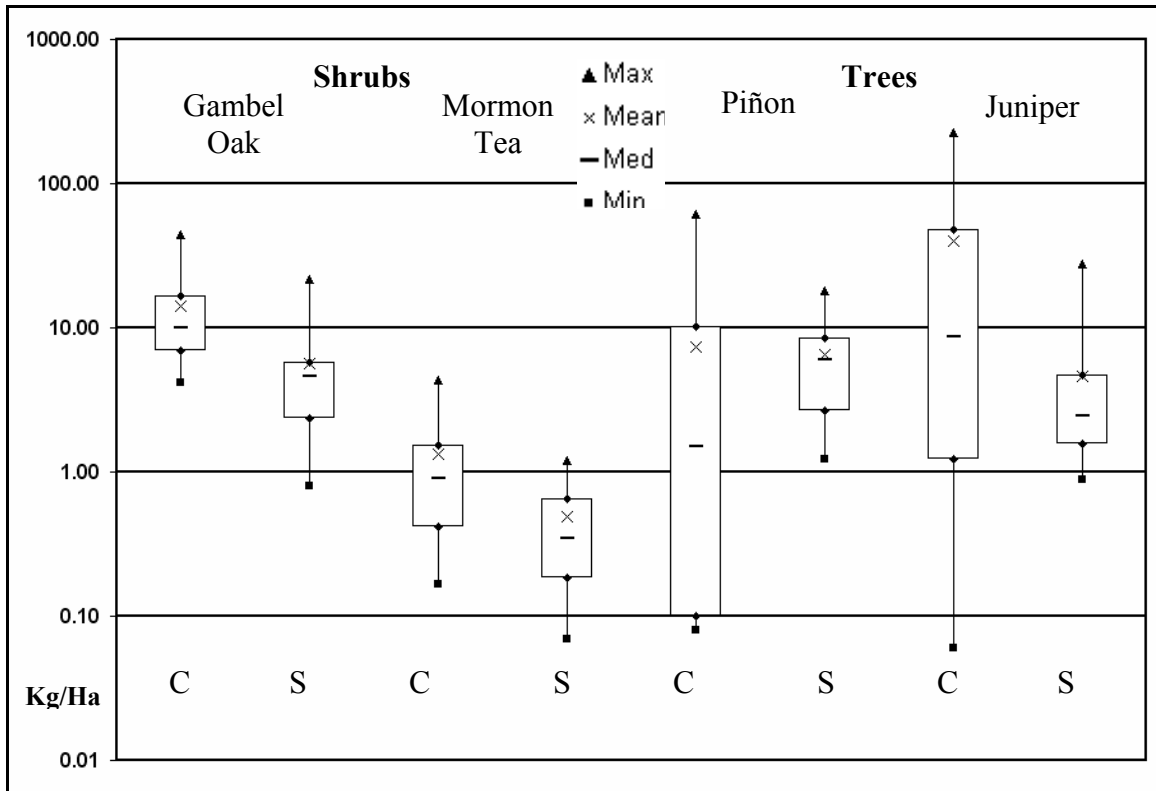 1000.00
Shrubs
Trees
Gambel
Oak
Mormon
Tea
Max
Mean
Med
Min
Piñon
Juniper
100.00
10.00
1.00
0.10
Kg/Ha
C S C S C S C S
0.01